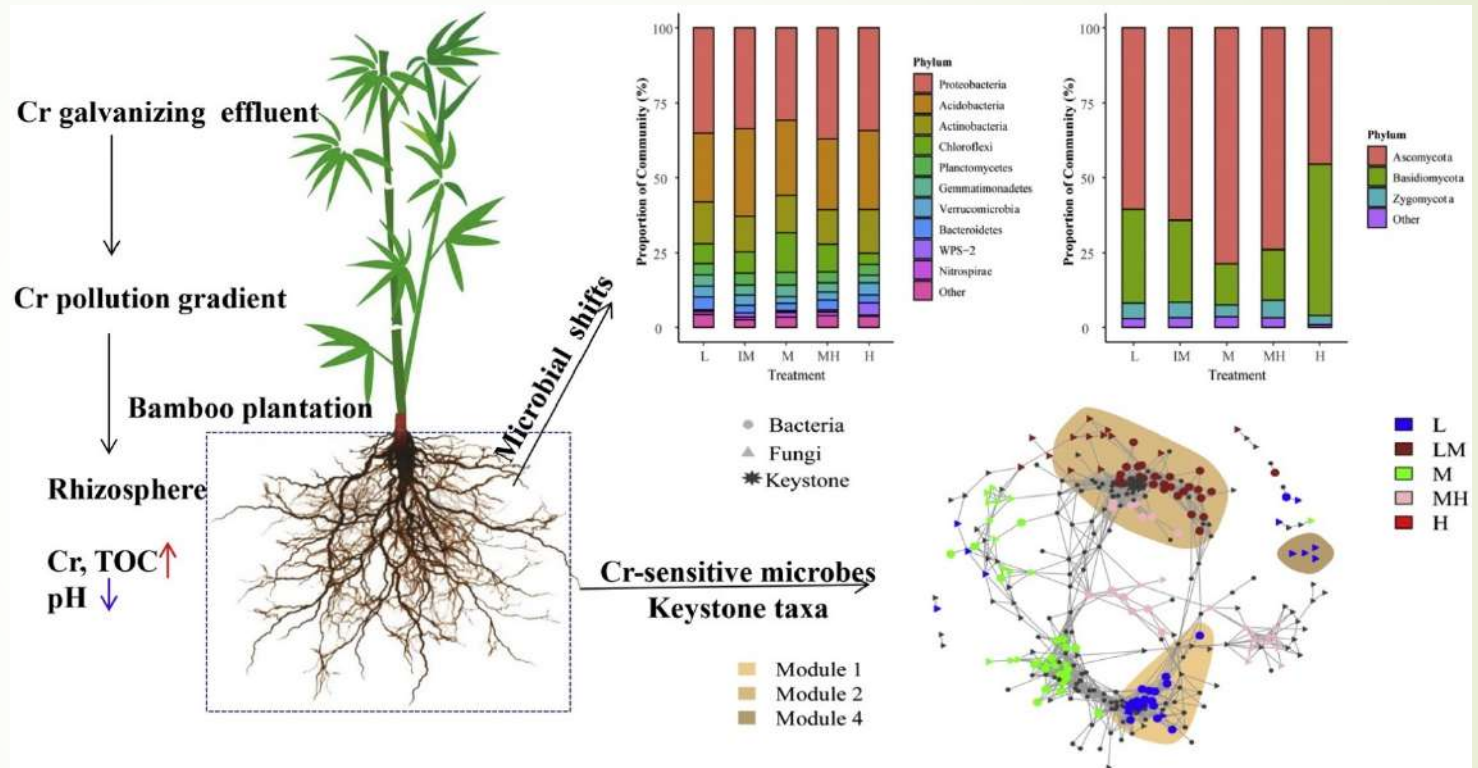 Cr galvanizing effluent
Cr pollution gradient
Bamboo plantation
Rhizosphere
Cr, TOC
pH
Microbial shifts
Cr-sensitive microbes
Keystone taxa
Proportion of Community (%)
100
75
50
25
0
L IM M MH H
Treatment
Phylum
Proteobacteria
Acidobacteria
Actinobacteria
Chloroflexi
Planctomycetes
Gemmatimonadetes
Verrucomicrobia
Bacteroidetes
WPS-2
Nitrospirae
Other
Proportion of Community (%)
100
75
50
25
0
L IM M MH H
Treatment
Phylum
Ascomycota
Basidiomycota
Zygomycota
Other
Bacteria
Fungi
Keystone
Module 1
Module 2
Module 4
L
LM
M
MH
H